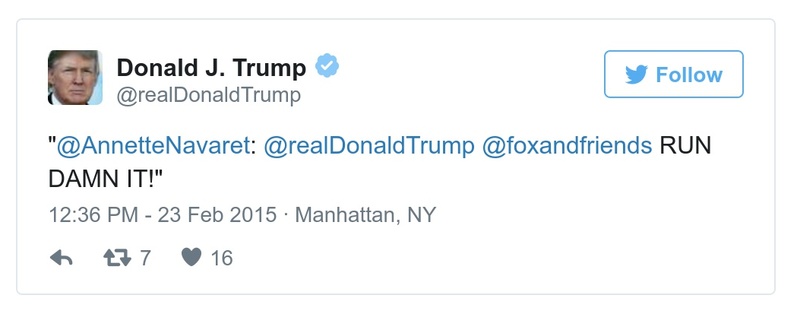 Donald J. Trump
@realDonaldTrump
Follow
"@AnnetteNavaret: @realDonaldTrump @foxandfriends RUN
DAMN IT!"
12:36 PM - 23 Feb 2015 · Manhattan, NY
7 16